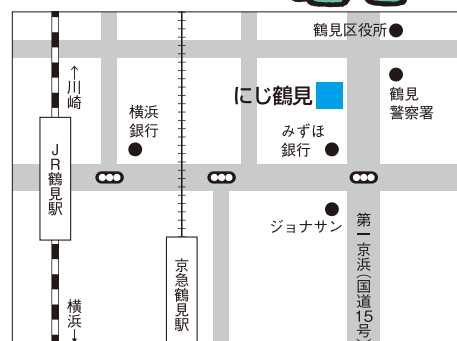 鶴見区役所
↑川崎
にじ鶴見
鶴見
警察署
横浜
銀行
みずほ
銀行
JR鶴見駅
ジョナサン
第一京浜(国道15号)
京急鶴見駅
横浜↓